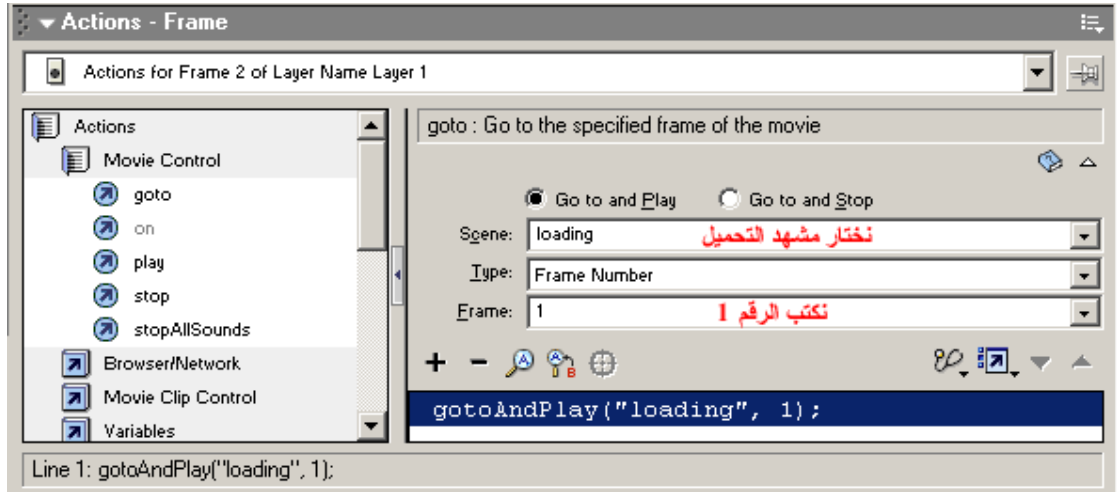 Actions - Frame
Actions for Frame 2 of Layer Name Layer 1
Actions
Movie Control
goto
on
play
stop
stopAllSounds
Browser/Network
Movie Clip Control
Variables
goto : Go to the specified frame of the movie
Go to and Play Go to and Stop
Scene: loading نختار مشهد التحميل
Type: Frame Number
Frame: 1 نكتب الرقم 1
gotoAndPlay("loading", 1);
Line 1: gotoAndPlay("loading", 1);